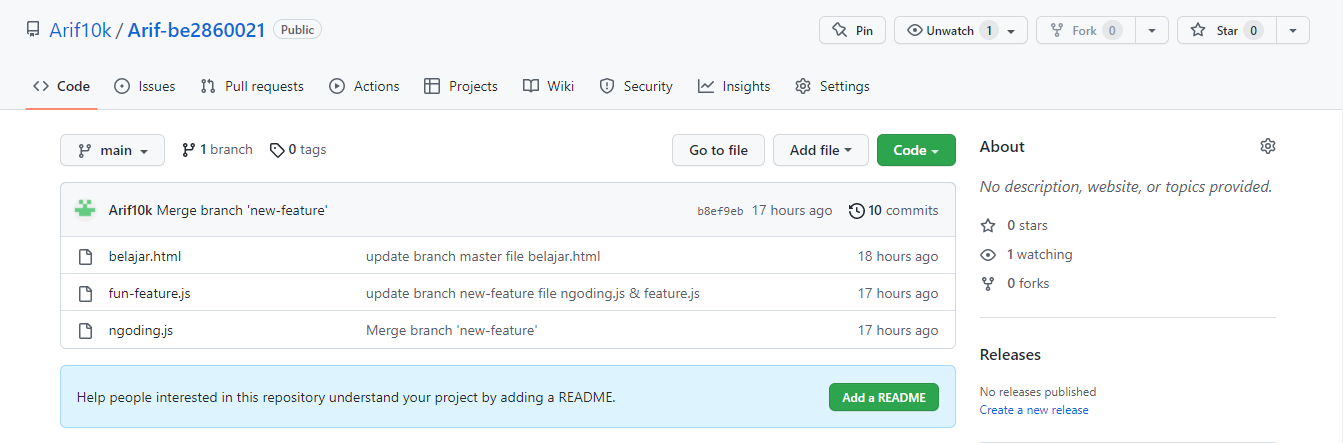 Arif10k / Arif-be2860021 Public
Pin Unwatch 1 Fork 0 Star 0
Code Issues Pull requests Actions Projects Wiki Security Insights Settings
main 1 branch 0 tags Go to file Add file Code
Arif10k Merge branch 'new-feature' b8ef9eb 17 hours ago 10 commits
belajar.html update branch master file belajar.html 18 hours ago
fun-feature.js update branch new-feature file ngoding.js & feature.js 17 hours ago
ngoding.js Merge branch 'new-feature' 17 hours ago
Help people interested in this repository understand your project by adding a README. Add a README
About
No description, website, or topics provided.
0 stars
1 watching
0 forks
Releases
No releases published
Create a new release